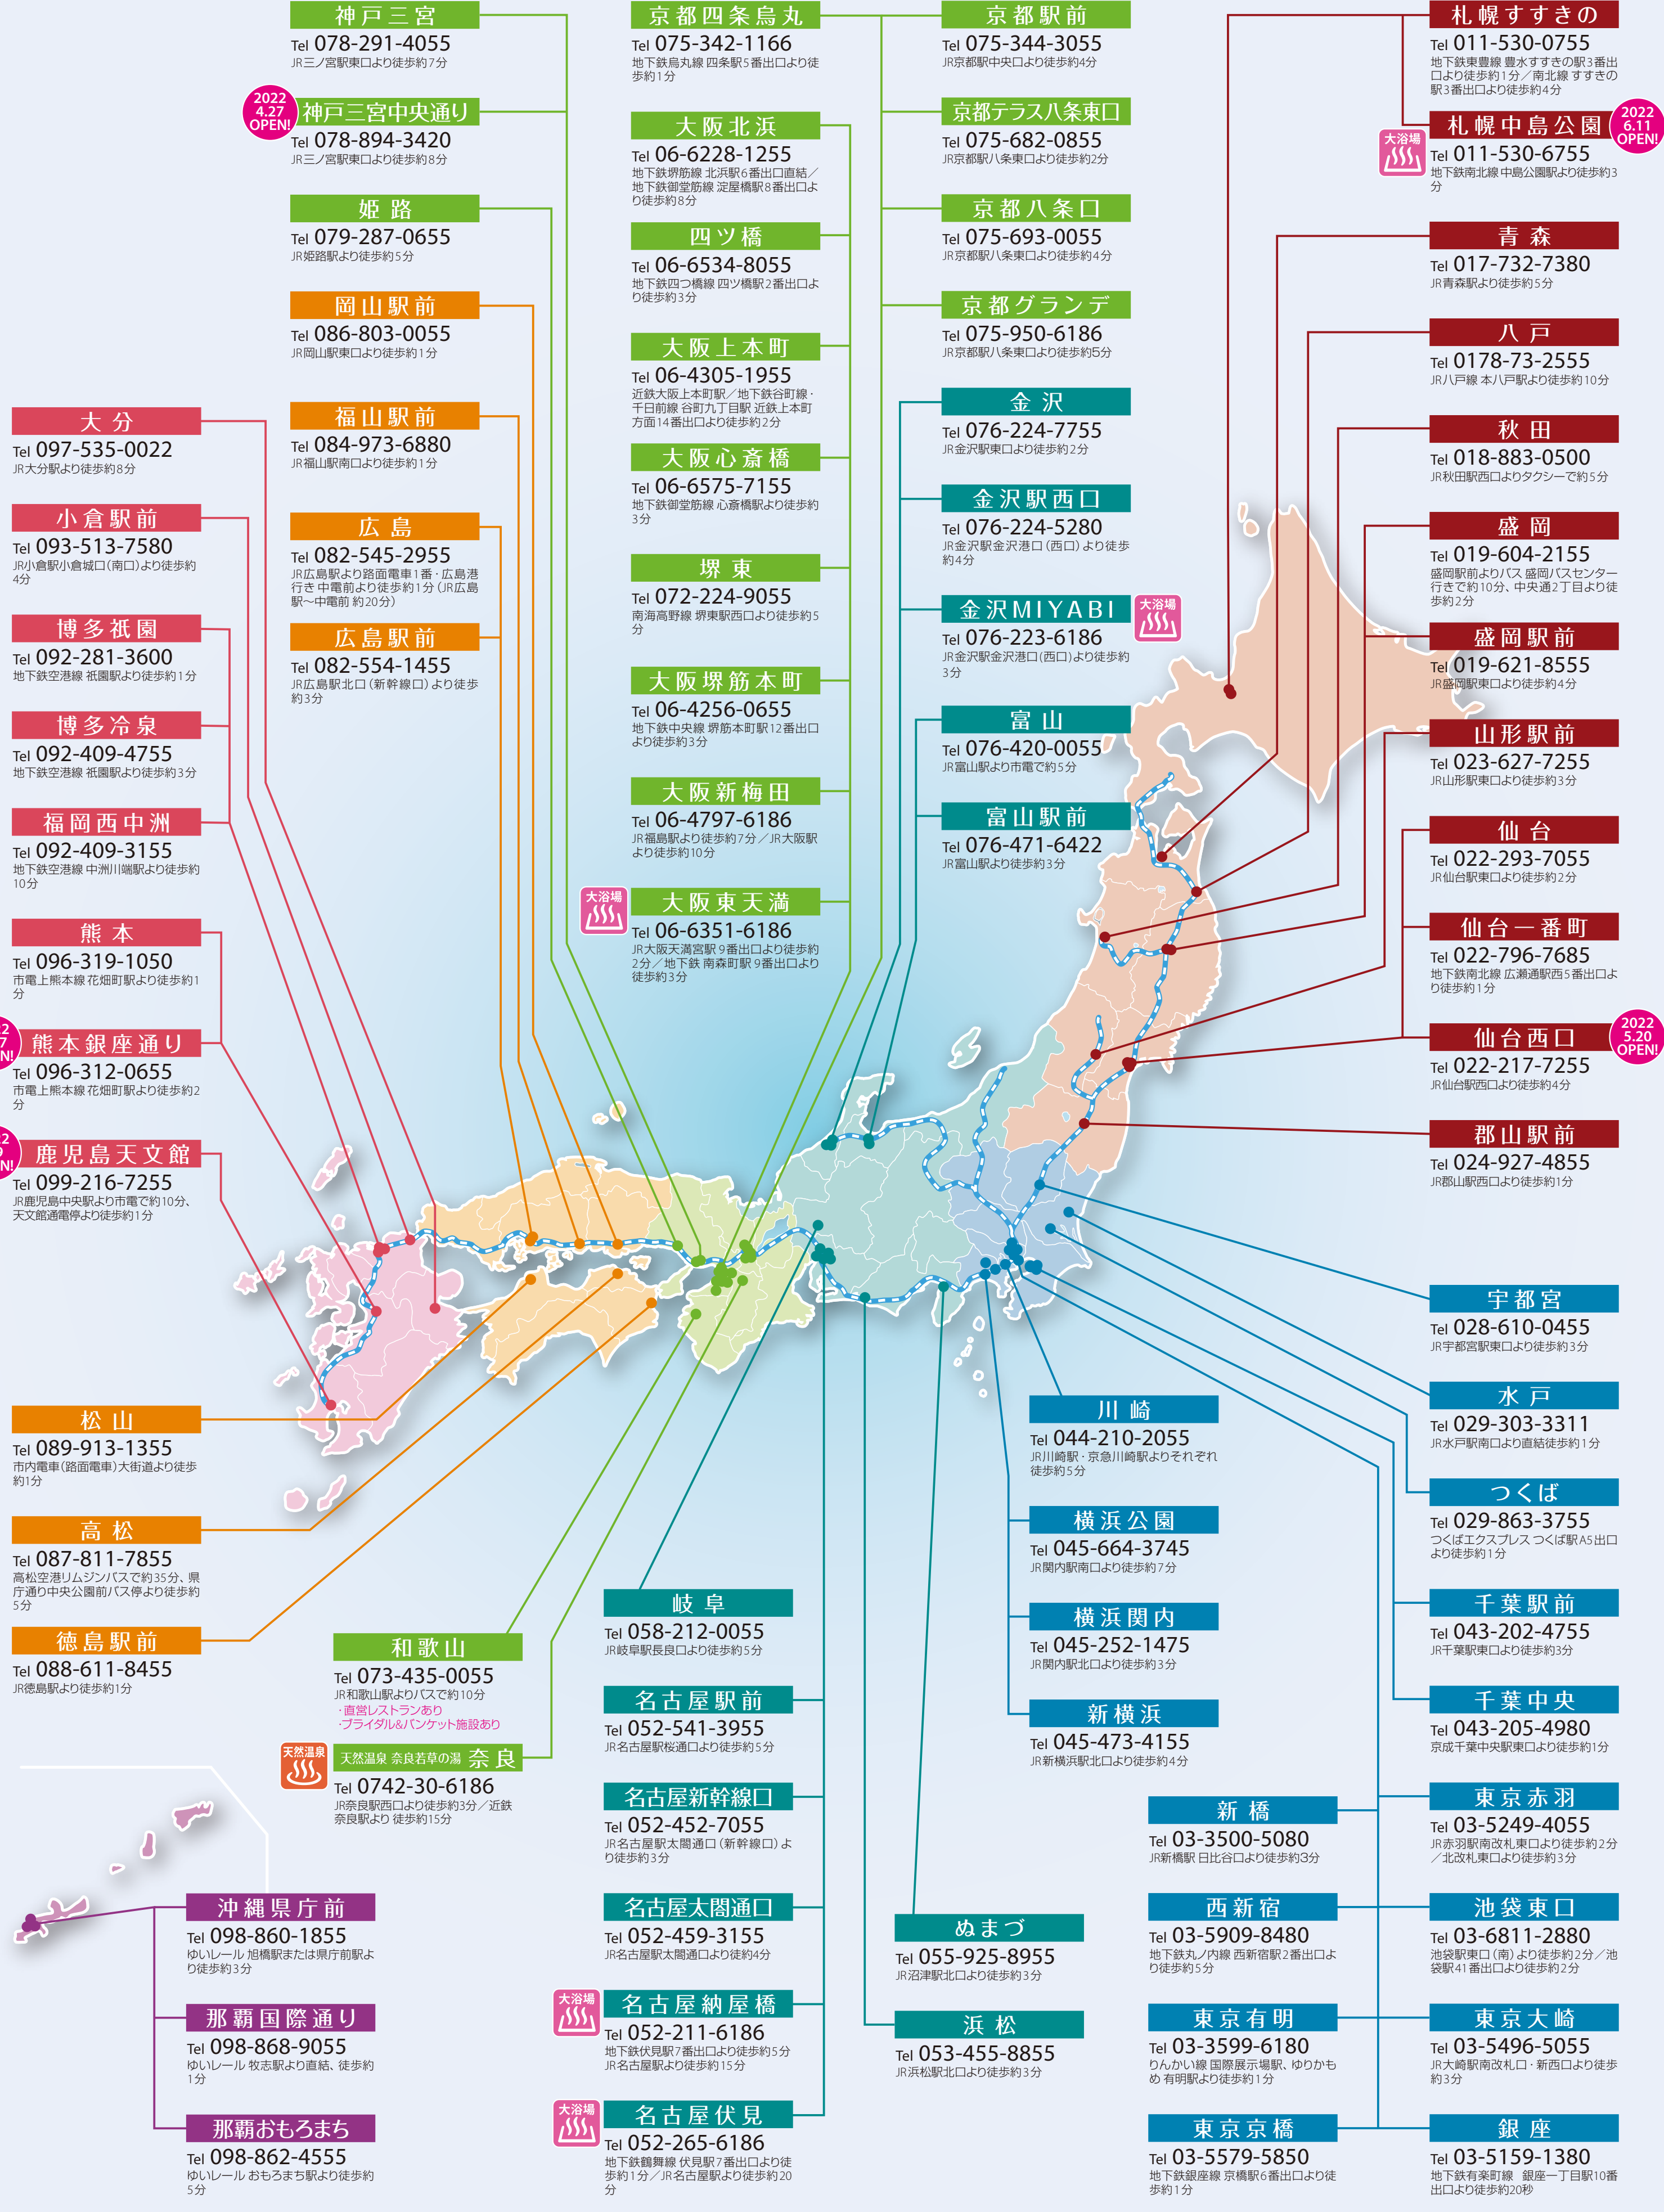 神戸三宮
Tel 078-291-4055
JR三ノ宮駅東口より徒歩約7分
2022
4.27
OPEN!
神戸三宮中央通り
Tel 078-894-3420
JR三ノ宮駅東口より徒歩約8分
姫路
Tel 079-287-0655
JR姫路駅より徒歩約5分
岡山駅前
Tel 086-803-0055
JR岡山駅東口より徒歩約1分
福山駅前
Tel 084-973-6880
JR福山駅南口より徒歩約1分
広島
Tel 082-545-2955
JR広島駅より路面電車1番・広島港
行き 中電前より徒歩約1分（JR広島
駅〜中電前 約20分）
広島駅前
Tel 082-554-1455
JR広島駅北口（新幹線口）より徒歩
約3分
大分
Tel 097-535-0022
JR大分駅より徒歩約8分
小倉駅前
Tel 093-513-7580
JR小倉駅小倉城口（南口）より徒歩約
4分
博多祇園
Tel 092-281-3600
地下鉄空港線 祇園駅より徒歩約1分
博多冷泉
Tel 092-409-4755
地下鉄空港線 祇園駅より徒歩約3分
福岡西中洲
Tel 092-409-3155
地下鉄空港線 中洲川端駅より徒歩約
10分
熊本
Tel 096-319-1050
市電上熊本線 花畑町駅より徒歩約1
分
熊本銀座通り
Tel 096-312-0655
市電上熊本線 花畑町駅より徒歩約2
分
鹿児島天文館
Tel 099-216-7255
JR鹿児島中央駅より市電で約10分、
天文館通電停より徒歩約1分
松山
Tel 089-913-1355
市内電車（路面電車）大街道より徒歩
約1分
高松
Tel 087-811-7855
高松空港リムジンバスで約35分、県
庁通り中央公園前バス停より徒歩約
5分
徳島駅前
Tel 088-611-8455
JR徳島駅より徒歩約1分
京都四条烏丸
Tel 075-342-1166
地下鉄烏丸線 四条駅5番出口より徒
歩約1分
大阪北浜
Tel 06-6228-1255
地下鉄堺筋線 北浜駅6番出口直結／
地下鉄御堂筋線 淀屋橋駅8番出口よ
り徒歩約8分
四ツ橋
Tel 06-6534-8055
地下鉄四つ橋線 四ツ橋駅2番出口よ
り徒歩約3分
大阪上本町
Tel 06-4305-1955
近鉄大阪上本町駅／地下鉄谷町線・
千日前線 谷町九丁目駅 近鉄上本町
方面14番出口より徒歩約2分
大阪心斎橋
Tel 06-6575-7155
地下鉄御堂筋線 心斎橋駅より徒歩約
3分
堺東
Tel 072-224-9055
南海高野線 堺東駅西口より徒歩約5
分
大阪堺筋本町
Tel 06-4256-0655
地下鉄中央線 堺筋本町駅12番出口
より徒歩約3分
大阪新梅田
Tel 06-4797-6186
JR福島駅より徒歩約7分／JR大阪駅
より徒歩約10分
大浴場
大阪東天満
Tel 06-6351-6186
JR大阪天満宮駅 9番出口より徒歩約
2分／地下鉄 南森町駅 9番出口より
徒歩約3分
京都駅前
Tel 075-344-3055
JR京都駅中央口より徒歩約4分
京都テラス八条東口
Tel 075-682-0855
JR京都駅八条東口より徒歩約2分
京都八条口
Tel 075-693-0055
JR京都駅八条東口より徒歩約4分
京都グランデ
Tel 075-950-6186
JR京都駅八条東口より徒歩約5分
金沢
Tel 076-224-7755
JR金沢駅東口より徒歩約2分
金沢駅西口
Tel 076-224-5280
JR金沢駅金沢港口（西口）より徒歩
約4分
金沢MIYABI
大浴場
Tel 076-223-6186
JR金沢駅金沢港口(西口)より徒歩約
3分
富山
Tel 076-420-0055
JR富山駅より市電で約5分
富山駅前
Tel 076-471-6422
JR富山駅より徒歩約3分
札幌すすきの
Tel 011-530-0755
地下鉄東豊線 豊水すすきの駅3番出
口より徒歩約1分／南北線 すすきの
駅3番出口より徒歩約4分
2022
6.11
OPEN!
大浴場
札幌中島公園
Tel 011-530-6755
地下鉄南北線 中島公園駅より徒歩約3
分
青森
Tel 017-732-7380
JR青森駅より徒歩約5分
八戸
Tel 0178-73-2555
JR八戸線 本八戸駅より徒歩約10分
秋田
Tel 018-883-0500
JR秋田駅西口よりタクシーで約5分
盛岡
Tel 019-604-2155
盛岡駅前よりバス 盛岡バスセンター
行きで約10分、中央通2丁目より徒
歩約2分
盛岡駅前
Tel 019-621-8555
JR盛岡駅東口より徒歩約4分
山形駅前
Tel 023-627-7255
JR山形駅東口より徒歩約3分
仙台
Tel 022-293-7055
JR仙台駅東口より徒歩約2分
仙台一番町
Tel 022-796-7685
地下鉄南北線 広瀬通駅西5番出口よ
り徒歩約1分
2022
5.20
OPEN!
仙台西口
Tel 022-217-7255
JR仙台駅西口より徒歩約4分
郡山駅前
Tel 024-927-4855
JR郡山駅西口より徒歩約1分
宇都宮
Tel 028-610-0455
JR宇都宮駅東口より徒歩約3分
水戸
Tel 029-303-3311
JR水戸駅南口より直結徒歩約1分
つくば
Tel 029-863-3755
つくばエクスプレス つくば駅A5出口
より徒歩約1分
千葉駅前
Tel 043-202-4755
JR千葉駅東口より徒歩約3分
千葉中央
Tel 043-205-4980
京成千葉中央駅東口より徒歩約1分
東京赤羽
Tel 03-5249-4055
JR赤羽駅南改札東口より徒歩約2分
／北改札東口より徒歩約3分
池袋東口
Tel 03-6811-2880
池袋駅東口（南）より徒歩約2分／池
袋駅41番出口より徒歩約2分
東京大崎
Tel 03-5496-5055
JR大崎駅南改札口・新西口より徒歩
約3分
銀座
Tel 03-5159-1380
地下鉄有楽町線 銀座一丁目駅10番
出口より徒歩約20秒
新橋
Tel 03-3500-5080
JR新橋駅 日比谷口より徒歩約3分
西新宿
Tel 03-5909-8480
地下鉄丸ノ内線 西新宿駅2番出口よ
り徒歩約5分
東京有明
Tel 03-3599-6180
りんかい線 国際展示場駅、ゆりかも
め 有明駅より徒歩約1分
東京京橋
Tel 03-5579-5850
地下鉄銀座線 京橋駅6番出口より徒
歩約1分
川崎
Tel 044-210-2055
JR川崎駅・京急川崎駅よりそれぞれ
徒歩約5分
横浜公園
Tel 045-664-3745
JR関内駅南口より徒歩約7分
横浜関内
Tel 045-252-1475
JR関内駅北口より徒歩約3分
新横浜
Tel 045-473-4155
JR新横浜駅北口より徒歩約4分
ぬまづ
Tel 055-925-8955
JR沼津駅北口より徒歩約3分
浜松
Tel 053-455-8855
JR浜松駅北口より徒歩約3分
岐阜
Tel 058-212-0055
JR岐阜駅長良口より徒歩約5分
名古屋駅前
Tel 052-541-3955
JR名古屋駅桜通口より徒歩約5分
名古屋新幹線口
Tel 052-452-7055
JR名古屋駅太閤通口（新幹線口）よ
り徒歩約3分
名古屋太閤通口
Tel 052-459-3155
JR名古屋駅太閤通口より徒約4分
大浴場
名古屋納屋橋
Tel 052-211-6186
地下鉄伏見駅7番出口より徒歩約5分
JR名古屋駅より徒歩約15分
大浴場
名古屋伏見
Tel 052-265-6186
地下鉄鶴舞線 伏見駅7番出口より徒
歩約1分／JR名古屋駅より徒歩約20
分
和歌山
Tel 073-435-0055
JR和歌山駅よりバスで約10分
・直営レストランあり
・ブライダル&バンケット施設あり
天然温泉
天然温泉 奈良若草の湯 奈良
Tel 0742-30-6186
JR奈良駅西口より徒歩約3分／近鉄
奈良駅より 徒歩約15分
沖縄県庁前
Tel 098-860-1855
ゆいレール 旭橋駅または県庁前駅よ
り徒歩約3分
那覇国際通り
Tel 098-868-9055
ゆいレール 牧志駅より直結、徒歩約
1分
那覇おもろまち
Tel 098-862-4555
ゆいレール おもろまち駅より徒歩約
5分